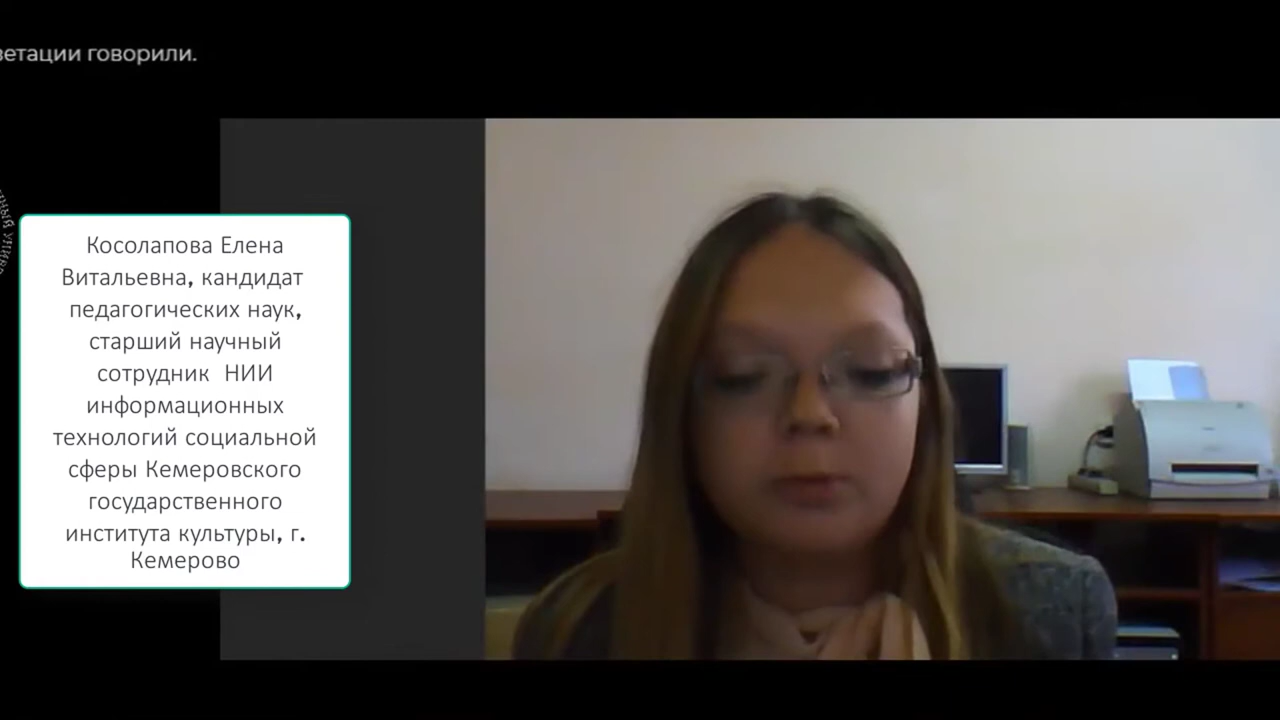 говорили.
Косолапова Елена
Витальевна, кандидат
педагогических наук,
старший научный
сотрудник НИИ
информационных
технологий социальной
сферы Кемеровского
государственного
института культуры, г.
Кемерово